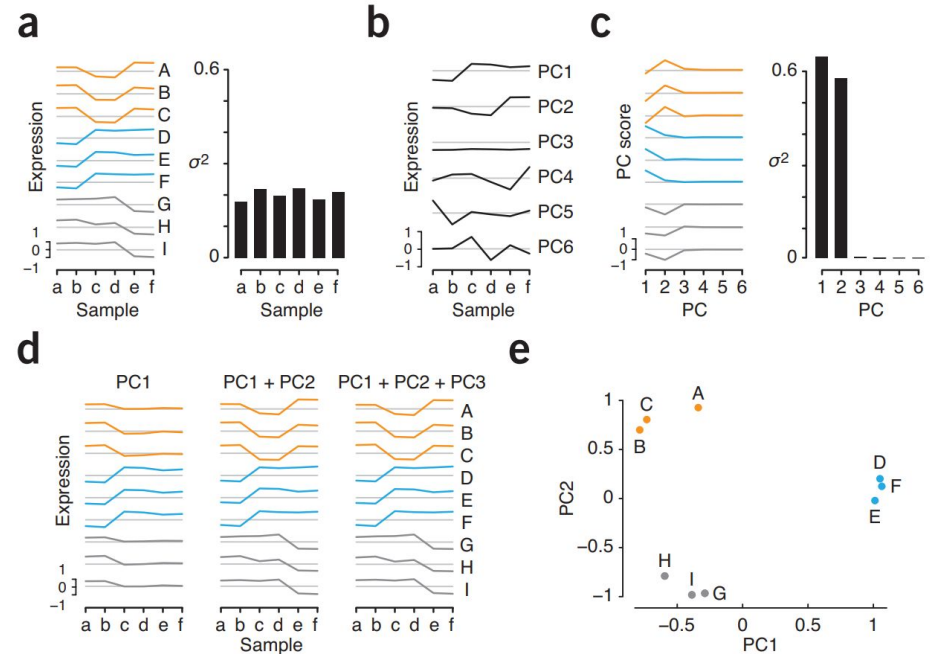 a
Expression
A
B
C
D
E
F
G
H
I
1
0
−1
a b c d e f
Sample
0.6
σ²
0
a b c d e f
Sample
b
Expression
PC1
PC2
PC3
PC4
PC5
PC6
1
0
−1
a b c d e f
Sample
c
PC score
1
0
−1
1 2 3 4 5 6
PC
0.6
σ²
0
1 2 3 4 5 6
PC
d
PC1
PC1 + PC2
PC1 + PC2 + PC3
Expression
A
B
C
D
E
F
G
H
I
1
0
−1
a b c d e f
a b c d e f
a b c d e f
Sample
e
PC2
1
0.5
0
−0.5
−1
A
C
B
D
F
E
H
I
G
−0.5 0 0.5 1
PC1